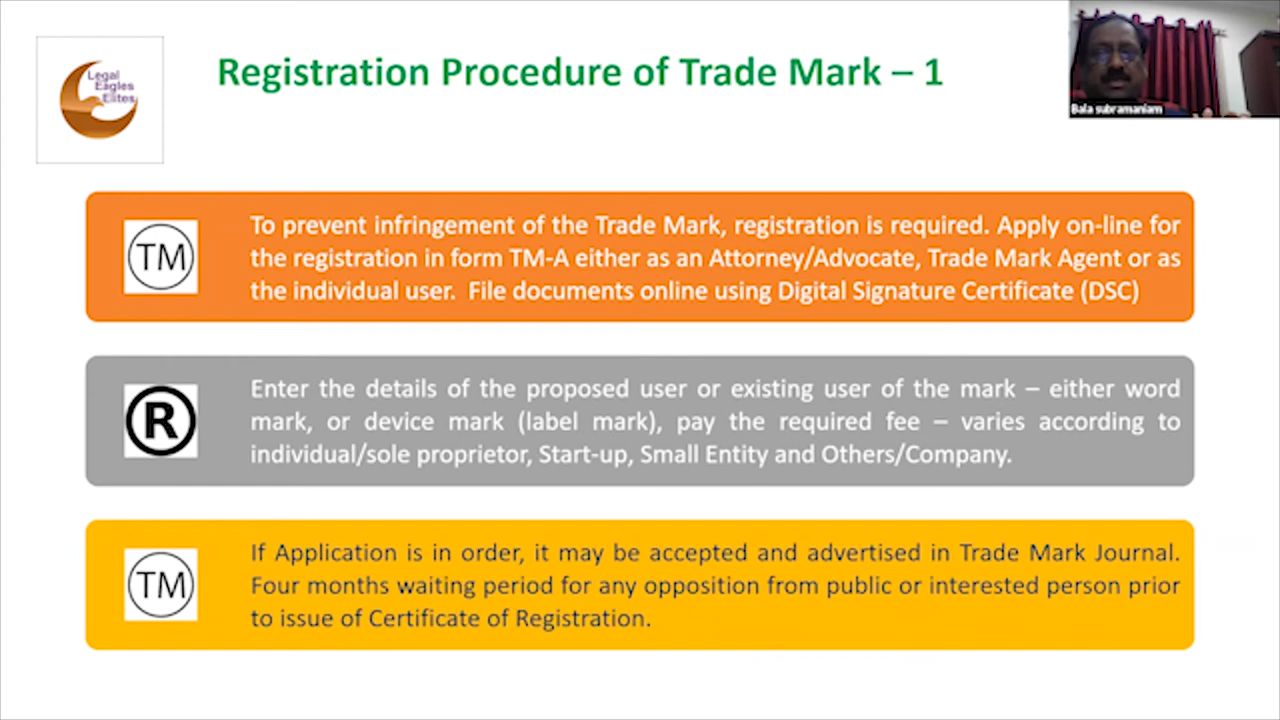 Legal
Eagles
Elites
Registration Procedure of Trade Mark – 1
Bala subramaniam
TM
To prevent infringement of the Trade Mark, registration is required. Apply on-line for
the registration in form TM-A either as an Attorney/Advocate, Trade Mark Agent or as
the individual user.  File documents online using Digital Signature Certificate (DSC)
R
Enter the details of the proposed user or existing user of the mark – either word
mark, or device mark (label mark), pay the required fee – varies according to
individual/sole proprietor, Start-up, Small Entity and Others/Company.
TM
If Application is in order, it may be accepted and advertised in Trade Mark Journal.
Four months waiting period for any opposition from public or interested person prior
to issue of Certificate of Registration.